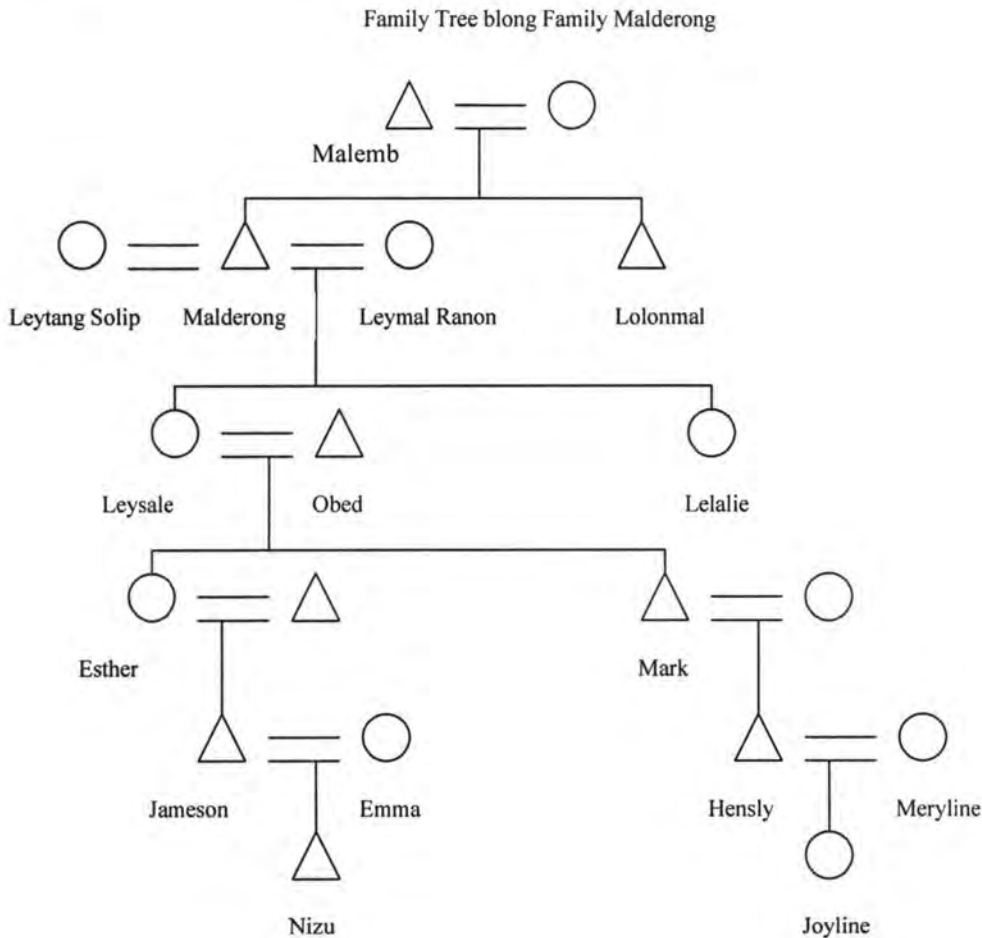 Family Tree blong Family Malderong
Malemb
Leytang Solip Malderong Leymal Ranon Lolonmal
Leysale Obed Lelalie
Esther Mark
Jameson Emma Hensly Meryline
Nizu Joyline